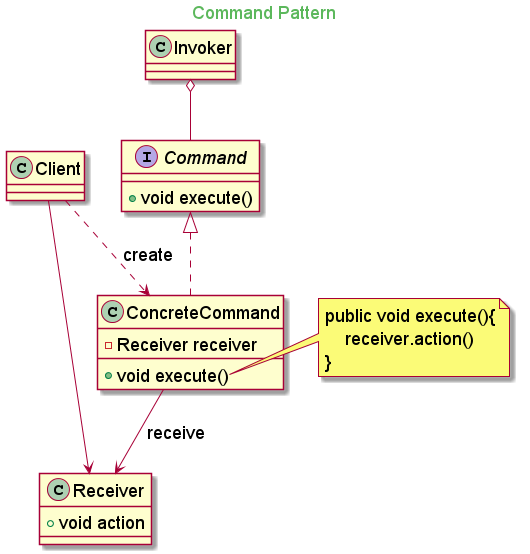 Command Pattern
C Invoker
I Command
void execute()
C Client
create
C ConcreteCommand
Receiver receiver
void execute()
public void execute(){
receiver.action()
}
receive
C Receiver
void action